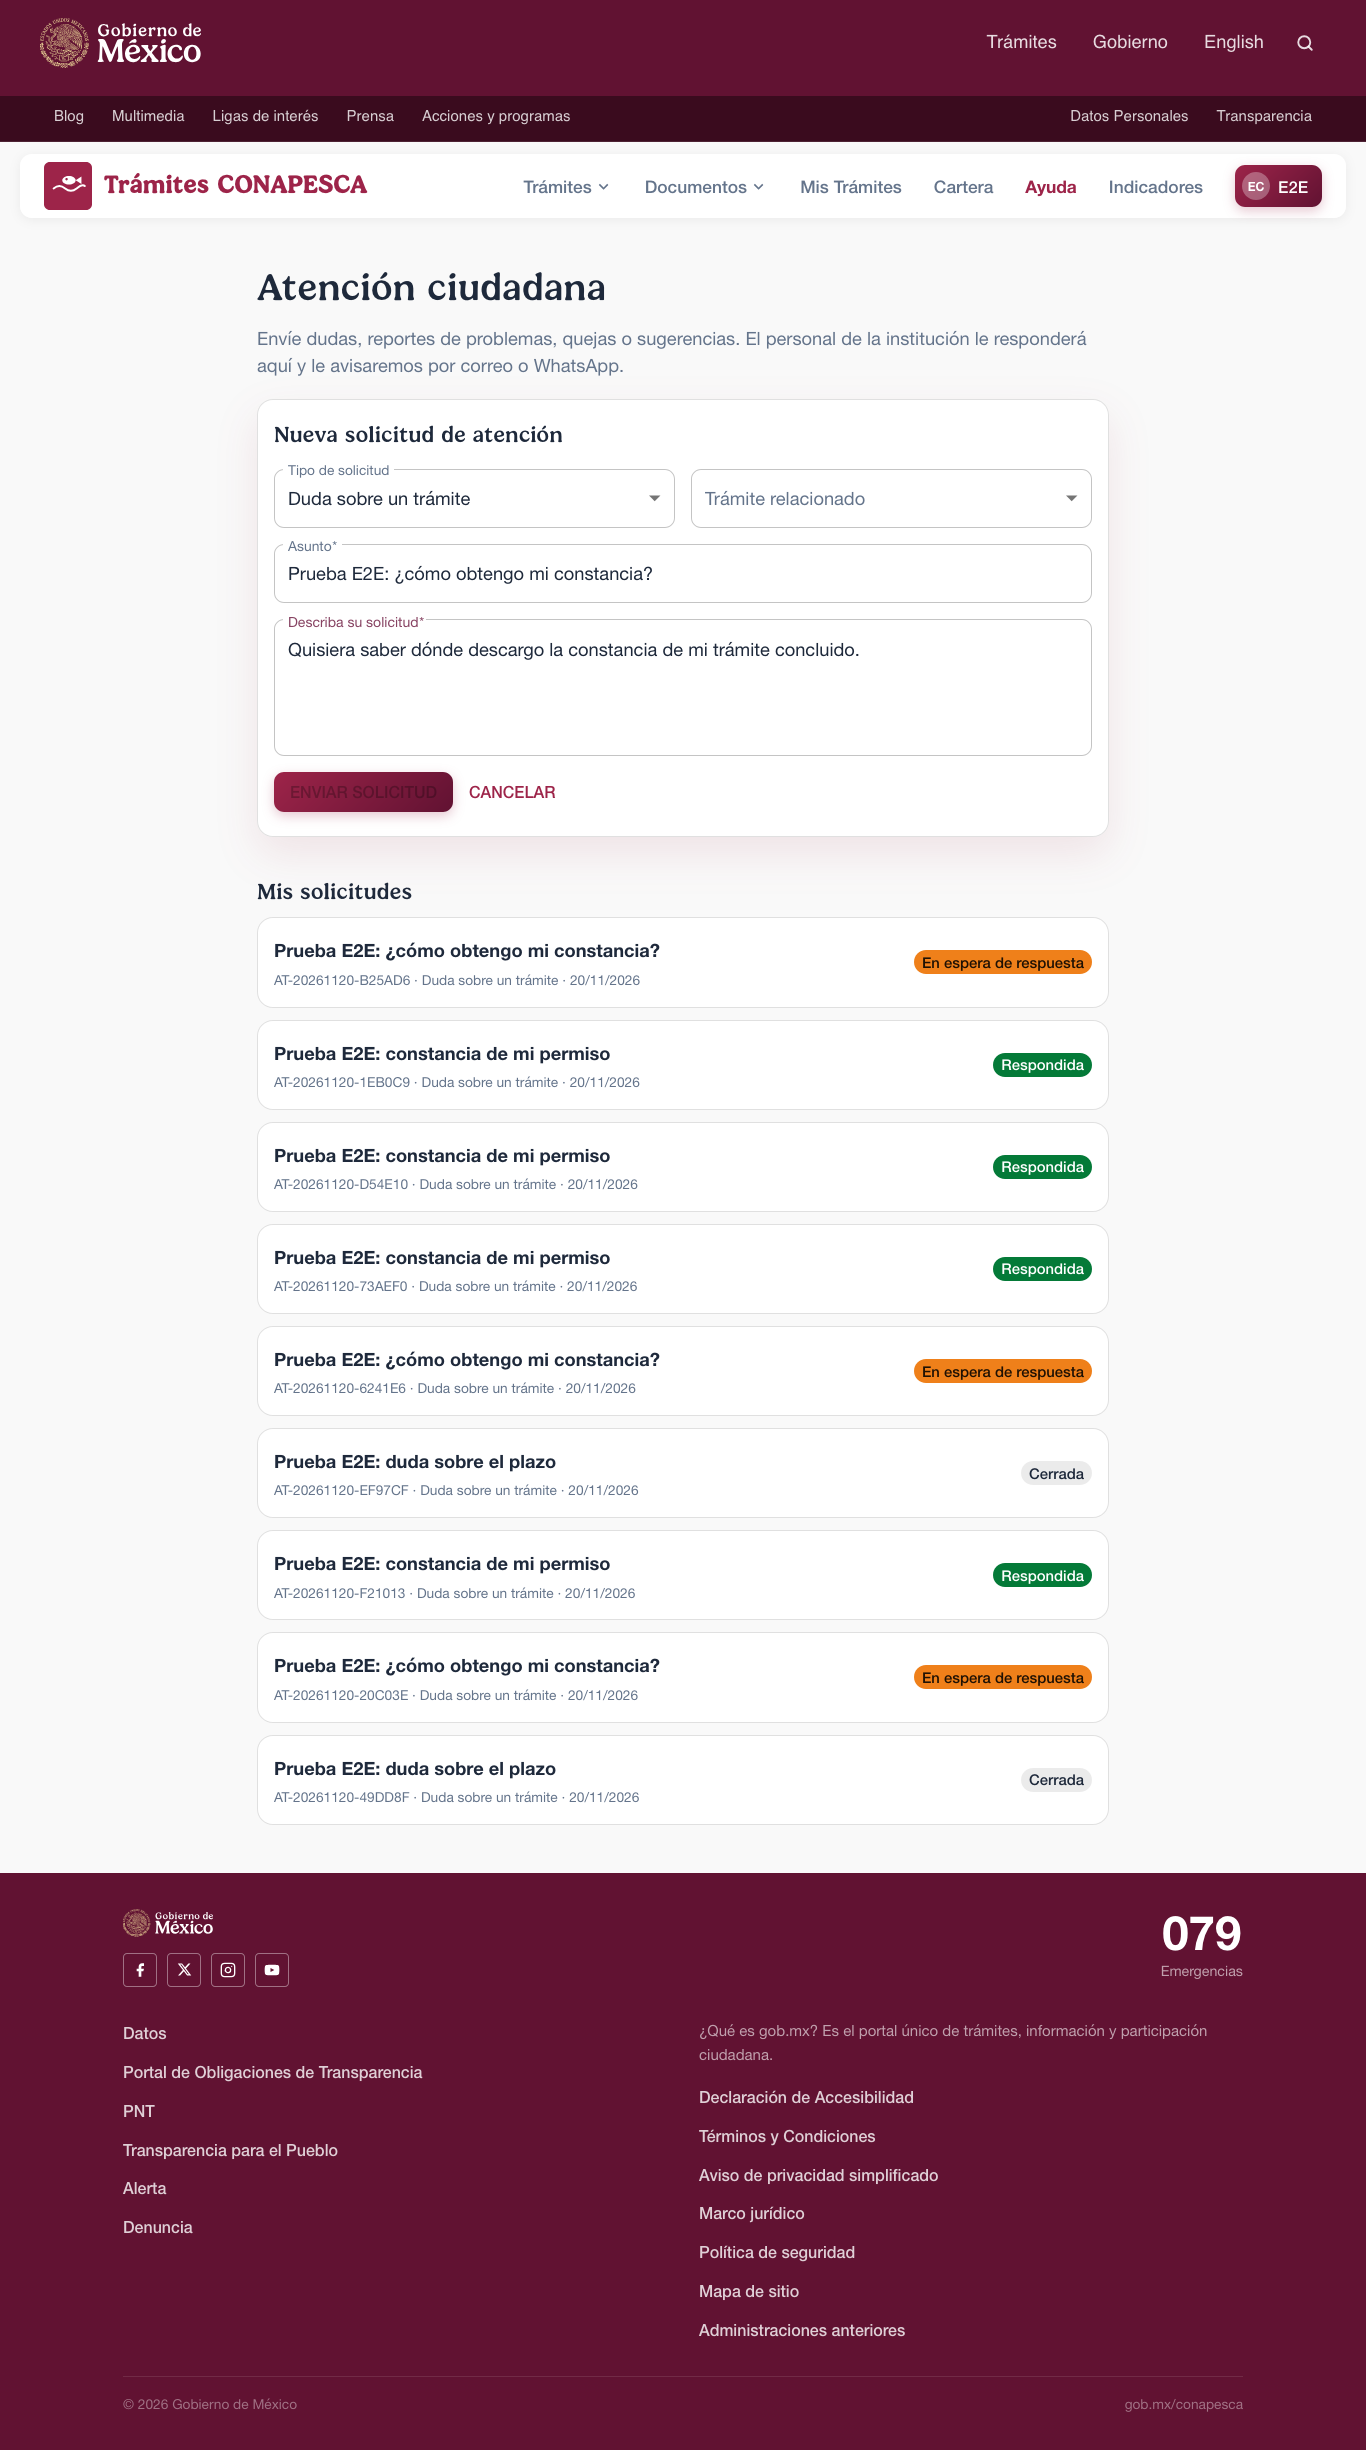 Gobierno de
México
Trámites
Gobierno
English
Blog
Multimedia
Ligas de interés
Prensa
Acciones y programas
Datos Personales
Transparencia
Trámites CONAPESCA
Trámites
Documentos
Mis Trámites
Cartera
Ayuda
Indicadores
EC
E2E
Atención ciudadana
Envíe dudas, reportes de problemas, quejas o sugerencias. El personal de la institución le responderá
aquí y le avisaremos por correo o WhatsApp.
Nueva solicitud de atención
Tipo de solicitud
Duda sobre un trámite
Trámite relacionado
Asunto*
Prueba E2E: ¿cómo obtengo mi constancia?
Describa su solicitud*
Quisiera saber dónde descargo la constancia de mi trámite concluido.
ENVIAR SOLICITUD
CANCELAR
Mis solicitudes
Prueba E2E: ¿cómo obtengo mi constancia?
AT-20261120-B25AD6 · Duda sobre un trámite · 20/11/2026
En espera de respuesta
Prueba E2E: constancia de mi permiso
AT-20261120-1EB0C9 · Duda sobre un trámite · 20/11/2026
Respondida
Prueba E2E: constancia de mi permiso
AT-20261120-D54E10 · Duda sobre un trámite · 20/11/2026
Respondida
Prueba E2E: constancia de mi permiso
AT-20261120-73AEF0 · Duda sobre un trámite · 20/11/2026
Respondida
Prueba E2E: ¿cómo obtengo mi constancia?
AT-20261120-6241E6 · Duda sobre un trámite · 20/11/2026
En espera de respuesta
Prueba E2E: duda sobre el plazo
AT-20261120-EF97CF · Duda sobre un trámite · 20/11/2026
Cerrada
Prueba E2E: constancia de mi permiso
AT-20261120-F21013 · Duda sobre un trámite · 20/11/2026
Respondida
Prueba E2E: ¿cómo obtengo mi constancia?
AT-20261120-20C03E · Duda sobre un trámite · 20/11/2026
En espera de respuesta
Prueba E2E: duda sobre el plazo
AT-20261120-49DD8F · Duda sobre un trámite · 20/11/2026
Cerrada
Gobierno de
México
079
Emergencias
Datos
Portal de Obligaciones de Transparencia
PNT
Transparencia para el Pueblo
Alerta
Denuncia
¿Qué es gob.mx? Es el portal único de trámites, información y participación
ciudadana.
Declaración de Accesibilidad
Términos y Condiciones
Aviso de privacidad simplificado
Marco jurídico
Política de seguridad
Mapa de sitio
Administraciones anteriores
© 2026 Gobierno de México
gob.mx/conapesca